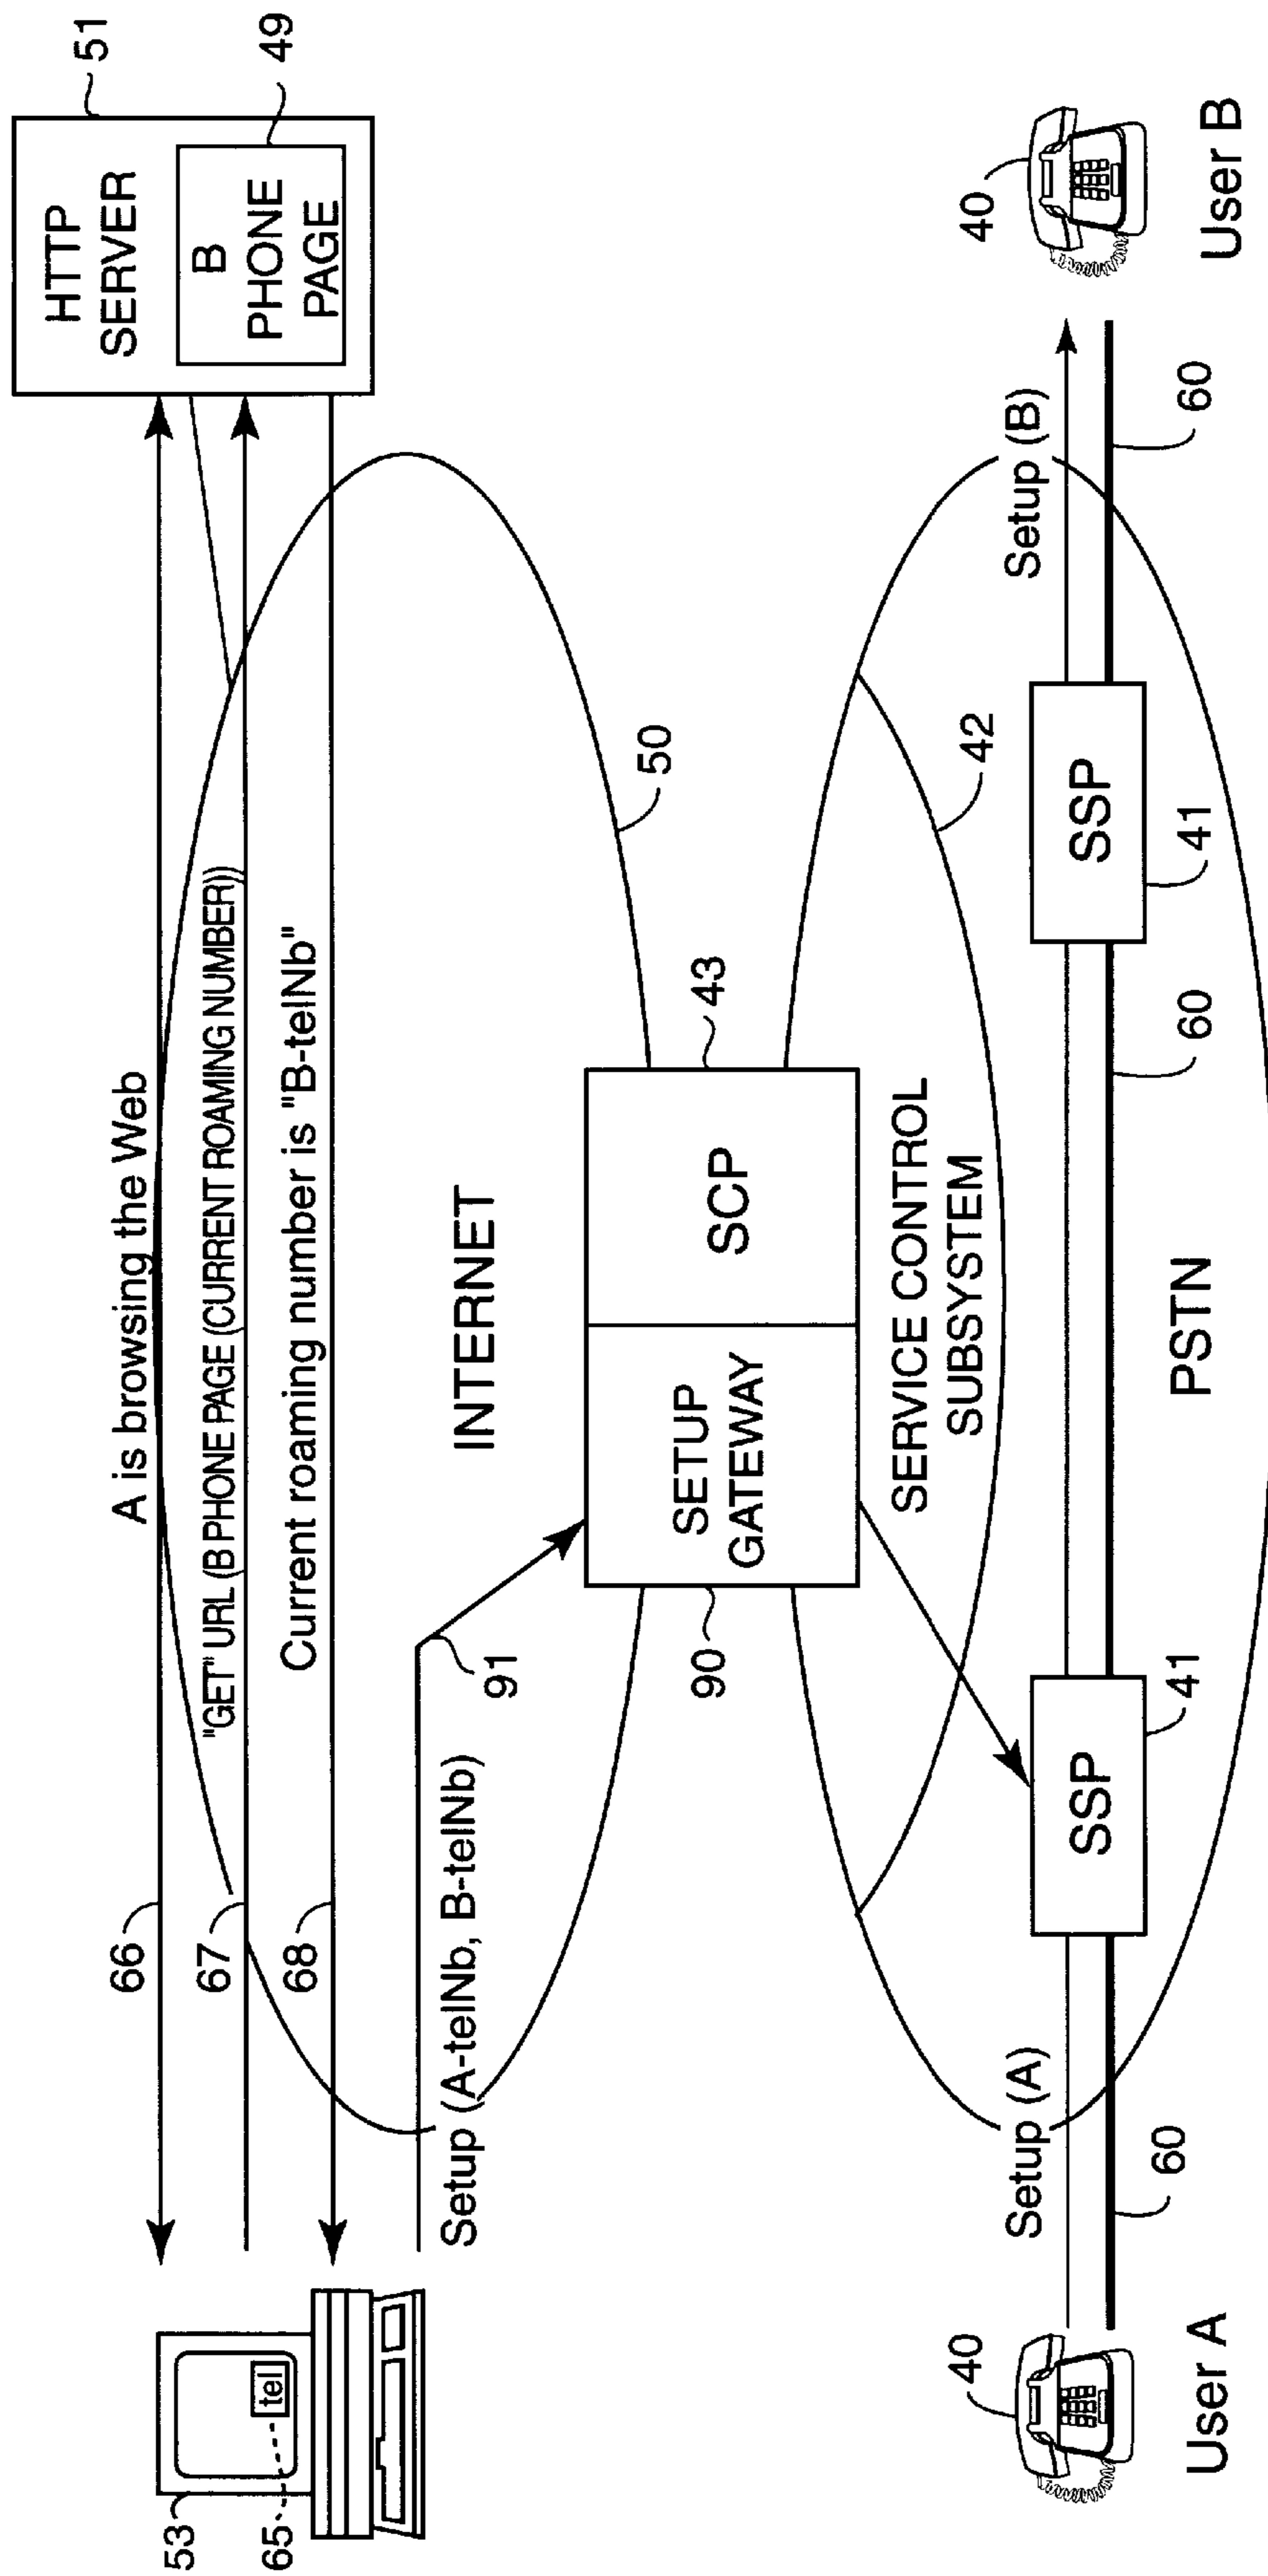 51
HTTP
SERVER
49
B
PHONE
PAGE
A is browsing the Web
66
"GET" URL (B PHONE PAGE (CURRENT ROAMING NUMBER))
67
Current roaming number is "B-telNb"
68
53
tel
65
INTERNET
50
91
Setup (A-telNb, B-telNb)
SETUP
GATEWAY
SCP
90
43
SERVICE CONTROL
SUBSYSTEM
42
40
Setup (A)
Setup (B)
40
SSP
SSP
60
41
60
41
60
User A
PSTN
User B